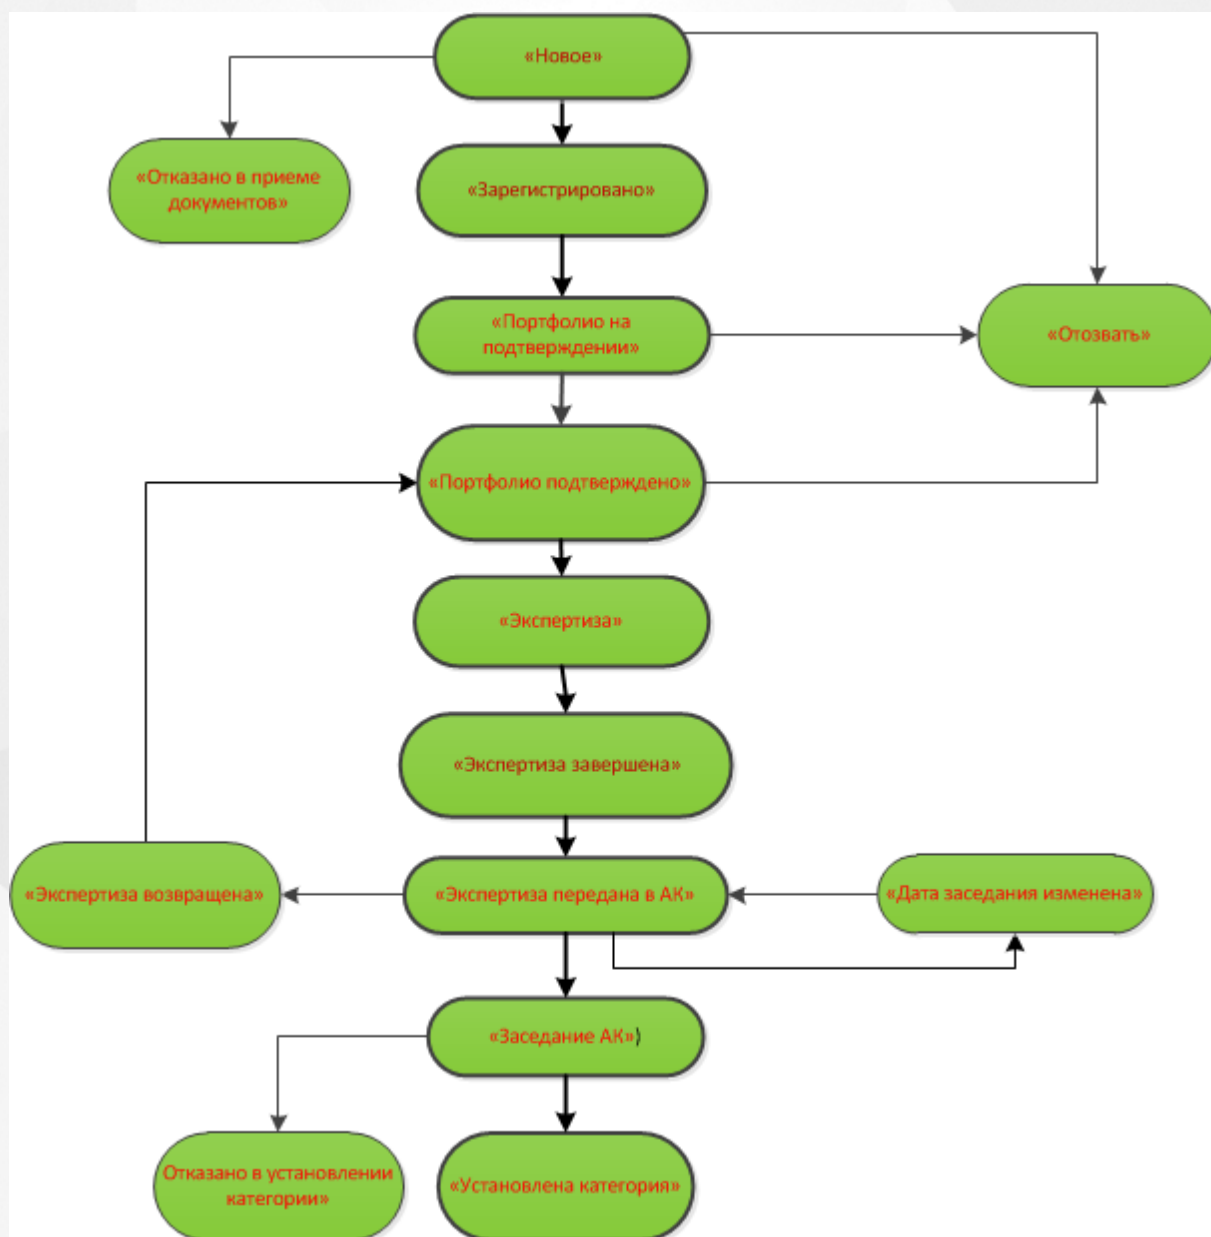 «Новое»
«Отказано в приеме
документов»
«Зарегистрировано»
«Портфолио на
подтверждении»
«Отозвать»
«Портфолио подтверждено»
«Экспертиза»
«Экспертиза завершена»
«Экспертиза возвращена»
«Экспертиза передана в АК»
«Дата заседания изменена»
«Заседание АК»)
Отказано в установлении
категории»
«Установлена категория»